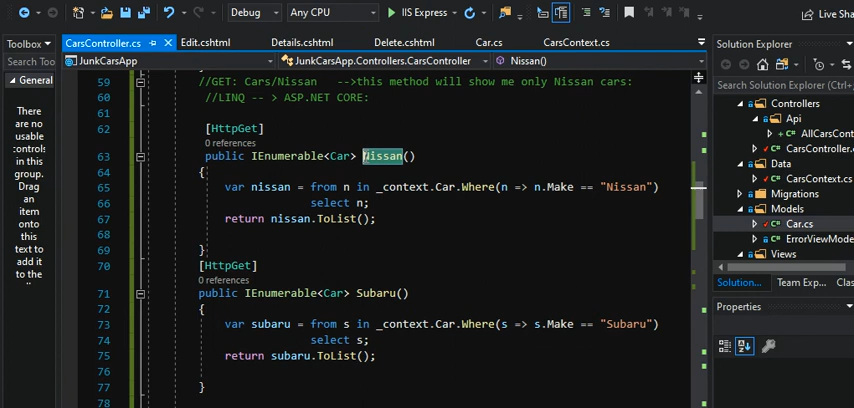 Debug Any CPU IIS Express Live Sha
Toolbox
Search Toolbo
General
There
are no
usable
controls
in this
group.
Drag
an
item
onto
this
text to
add it
to the
CarsController.cs Edit.cshtml Details.cshtml Delete.cshtml Car.cs CarsContext.cs
JunkCarsApp JunkCarsApp.Controllers.CarsController Nissan()
59 //GET: Cars/Nissan -->this method will show me only Nissan cars:
60 //LINQ -- > ASP.NET CORE:
61
62 [HttpGet]
0 references
63 public IEnumerable<Car> Nissan()
64 {
65 var nissan = from n in _context.Car.Where(n => n.Make == "Nissan")
66 select n;
67 return nissan.ToList();
68
69 }
70 [HttpGet]
0 references
71 public IEnumerable<Car> Subaru()
72 {
73 var subaru = from s in _context.Car.Where(s => s.Make == "Subaru")
74 select s;
75 return subaru.ToList();
76
77 }
78
Solution Explorer
Search Solution Explorer
Controllers
Api
AllCarsCont
CarsController.c
Data
CarsContext.cs
Migrations
Models
Car.cs
ErrorViewMode
Views
Solution... Team Exp... Clas
Properties